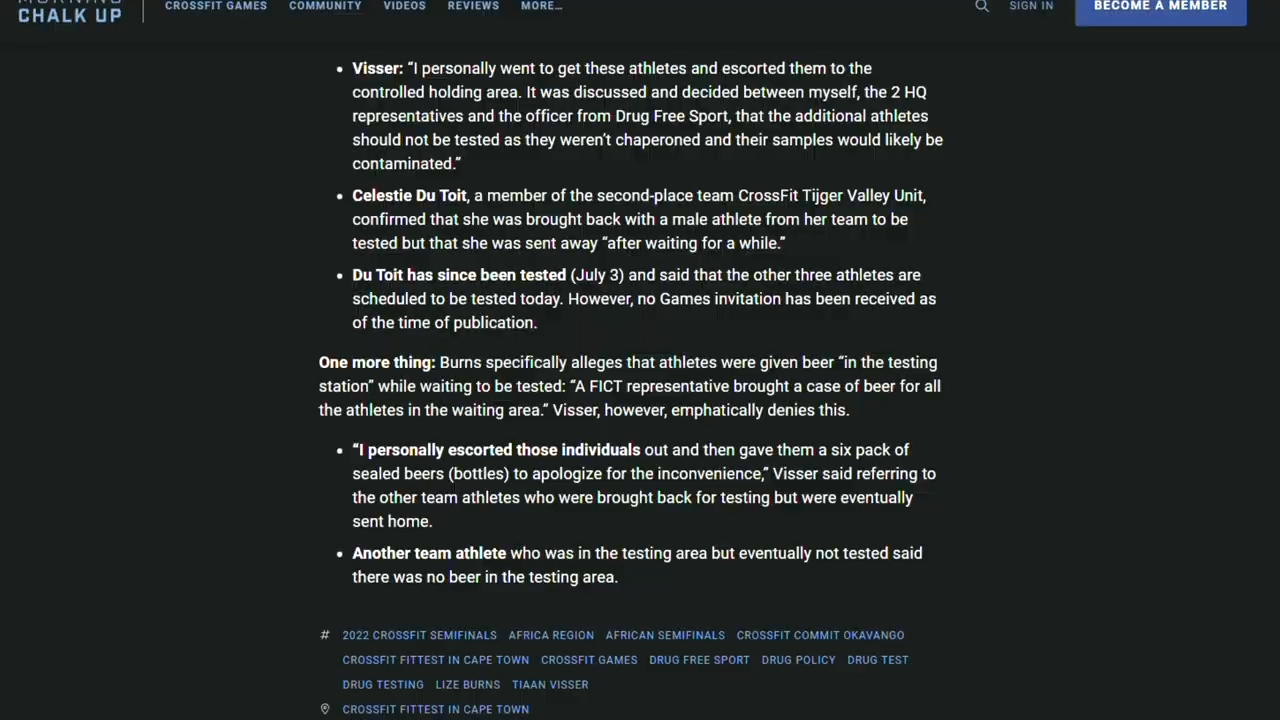 MORNING
CHALK UP
CROSSFIT GAMES COMMUNITY VIDEOS REVIEWS MORE...
SIGN IN
BECOME A MEMBER
• Visser: “I personally went to get these athletes and escorted them to the
controlled holding area. It was discussed and decided between myself, the 2 HQ
representatives and the officer from Drug Free Sport, that the additional athletes
should not be tested as they weren’t chaperoned and their samples would likely be
contaminated.”
• Celestie Du Toit, a member of the second-place team CrossFit Tijger Valley Unit,
confirmed that she was brought back with a male athlete from her team to be
tested but that she was sent away “after waiting for a while.”
• Du Toit has since been tested (July 3) and said that the other three athletes are
scheduled to be tested today. However, no Games invitation has been received as
of the time of publication.
One more thing: Burns specifically alleges that athletes were given beer “in the testing
station” while waiting to be tested: “A FICT representative brought a case of beer for all
the athletes in the waiting area.” Visser, however, emphatically denies this.
• “I personally escorted those individuals out and then gave them a six pack of
sealed beers (bottles) to apologize for the inconvenience,” Visser said referring to
the other team athletes who were brought back for testing but were eventually
sent home.
• Another team athlete who was in the testing area but eventually not tested said
there was no beer in the testing area.
# 2022 CROSSFIT SEMIFINALS AFRICA REGION AFRICAN SEMIFINALS CROSSFIT COMMIT OKAVANGO
CROSSFIT FITTEST IN CAPE TOWN CROSSFIT GAMES DRUG FREE SPORT DRUG POLICY DRUG TEST
DRUG TESTING LIZE BURNS TIAAN VISSER
CROSSFIT FITTEST IN CAPE TOWN